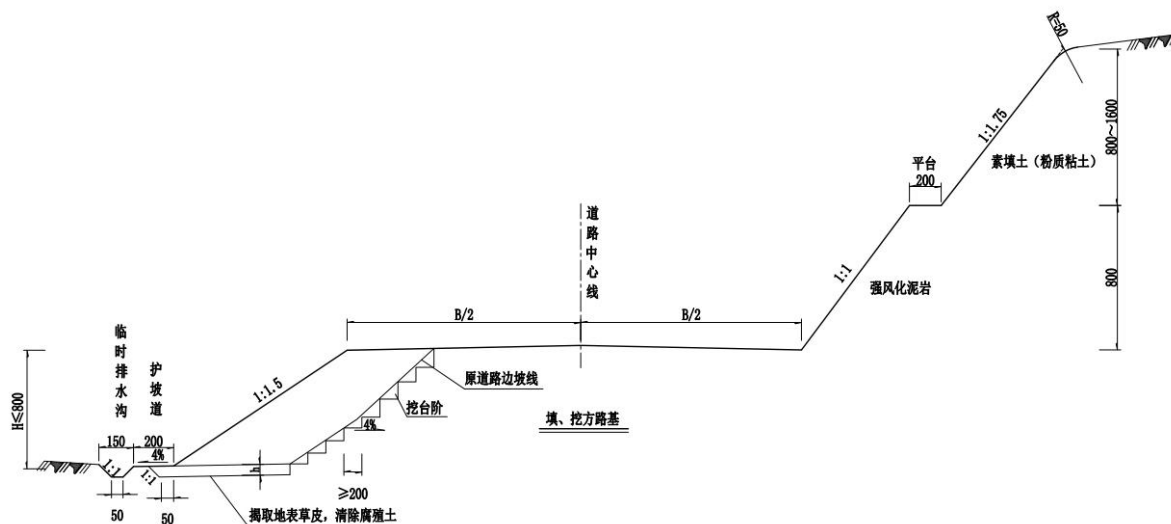 R=50
1:1.75
800~1600
素填土（粉质粘土）
平台
200
道路中心线
1:1
强风化泥岩
800
B/2
B/2
临时排水沟
护坡道
1:1.5
原道路边坡线
挖台阶
填、挖方路基
H≤800
150
200
4%
4%
1:1
1:1
h
≥200
50
50
揭取地表草皮，清除腐殖土